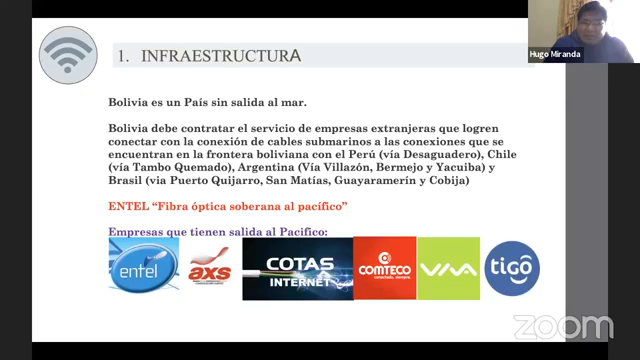 Hugo Miranda
1. INFRAESTRUCTURA
Bolivia es un País sin salida al mar.
Bolivia debe contratar el servicio de empresas extranjeras que logren
conectar con la conexión de cables submarinos a las conexiones que se
encuentran en la frontera boliviana con el Perú (vía Desaguadero), Chile
(vía Tambo Quemado), Argentina (Vía Villazón, Bermejo y Yacuiba) y
Brasil (via Puerto Quijarro, San Matías, Guayaramerín y Cobija)
ENTEL “Fibra óptica soberana al pacífico”
Empresas que tienen salida al Pacifico:
entel
axs
COTAS
INTERNET
COMTECO
conectados, siempre.
VIVA
tigo
zoom